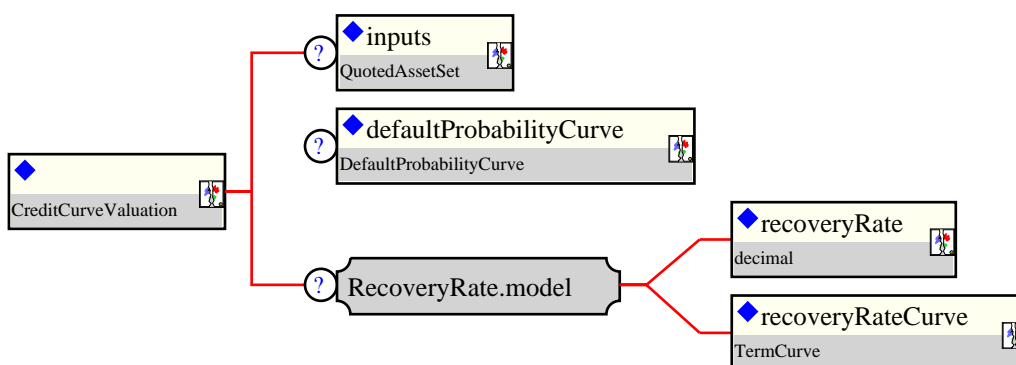 inputs
?
QuotedAssetSet
defaultProbabilityCurve
?
DefaultProbabilityCurve
CreditCurveValuation
recoveryRate
decimal
?
RecoveryRate.model
recoveryRateCurve
TermCurve